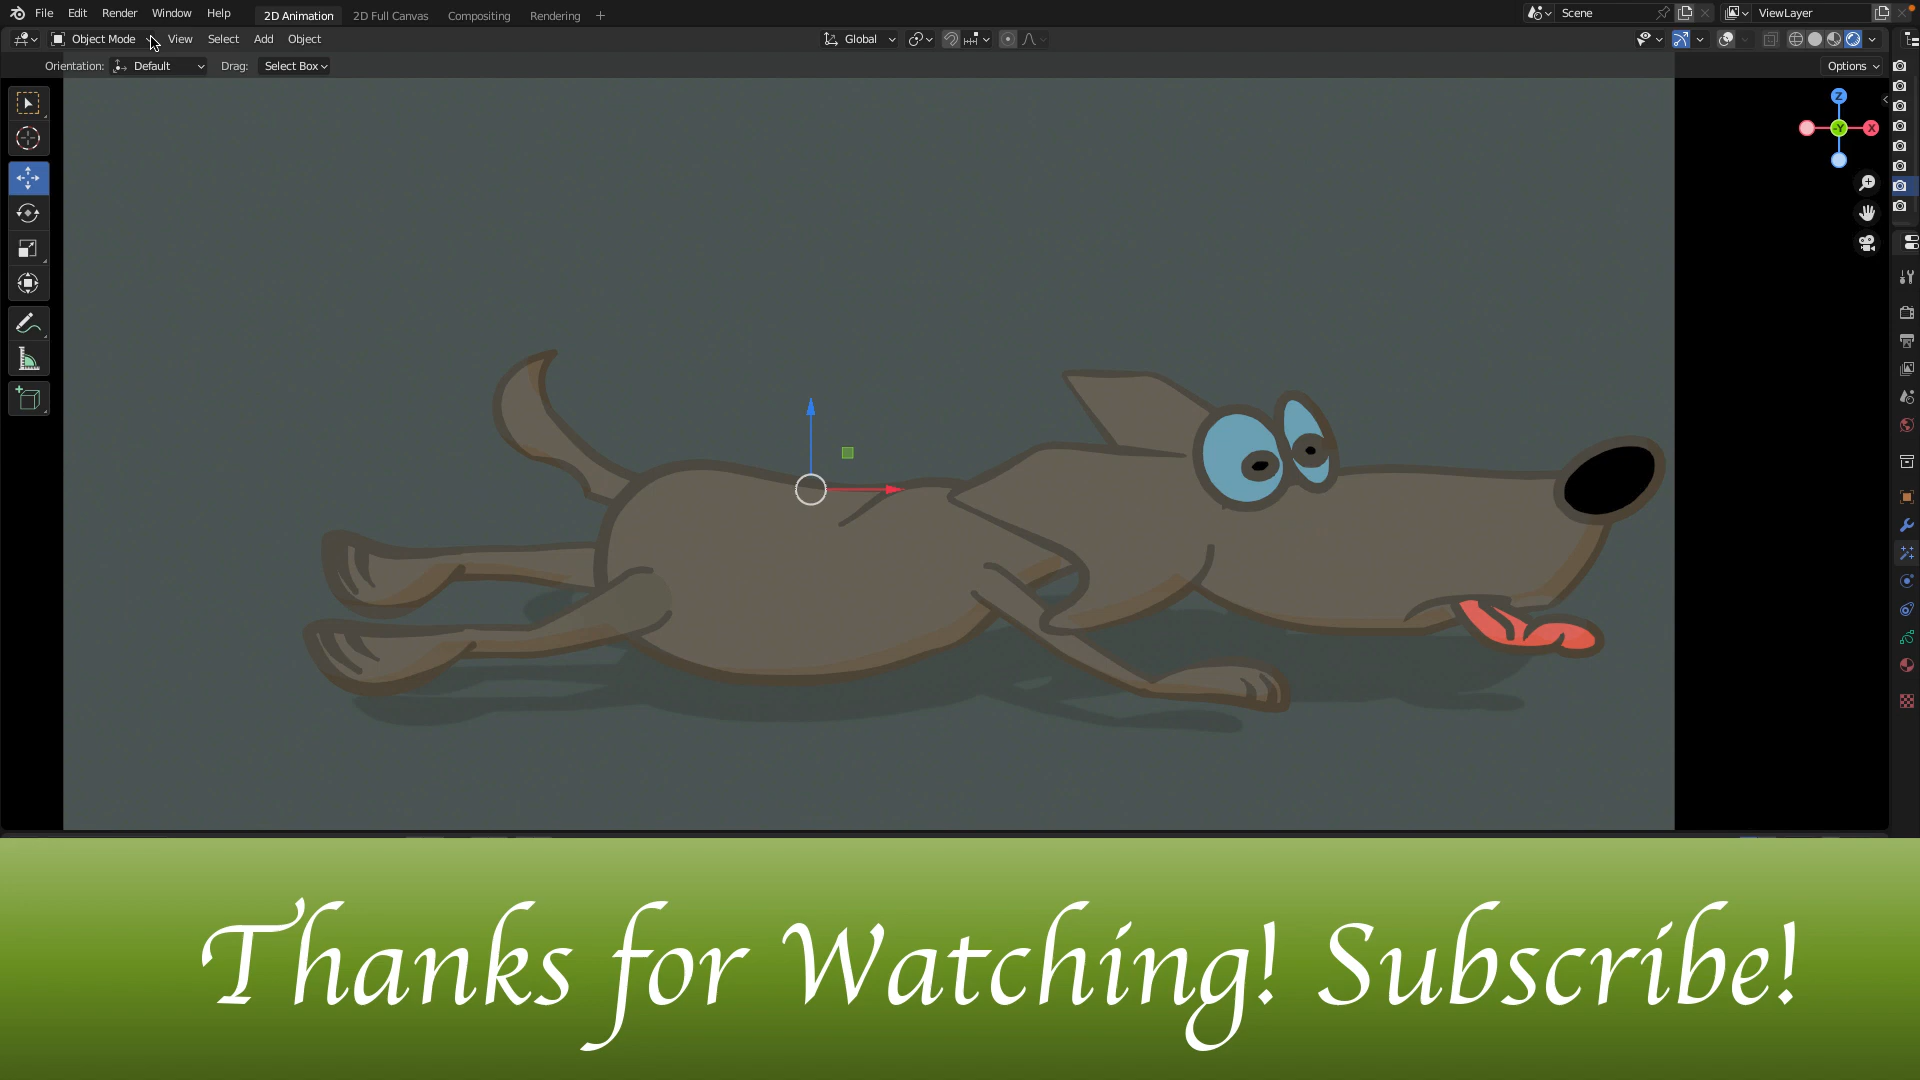 File Edit Render Window Help 2D Animation 2D Full Canvas Compositing Rendering + Scene ViewLayer
Object Mode View Select Add Object Global
Orientation: Default Drag: Select Box Options
Z
-Y X
Thanks for Watching! Subscribe!